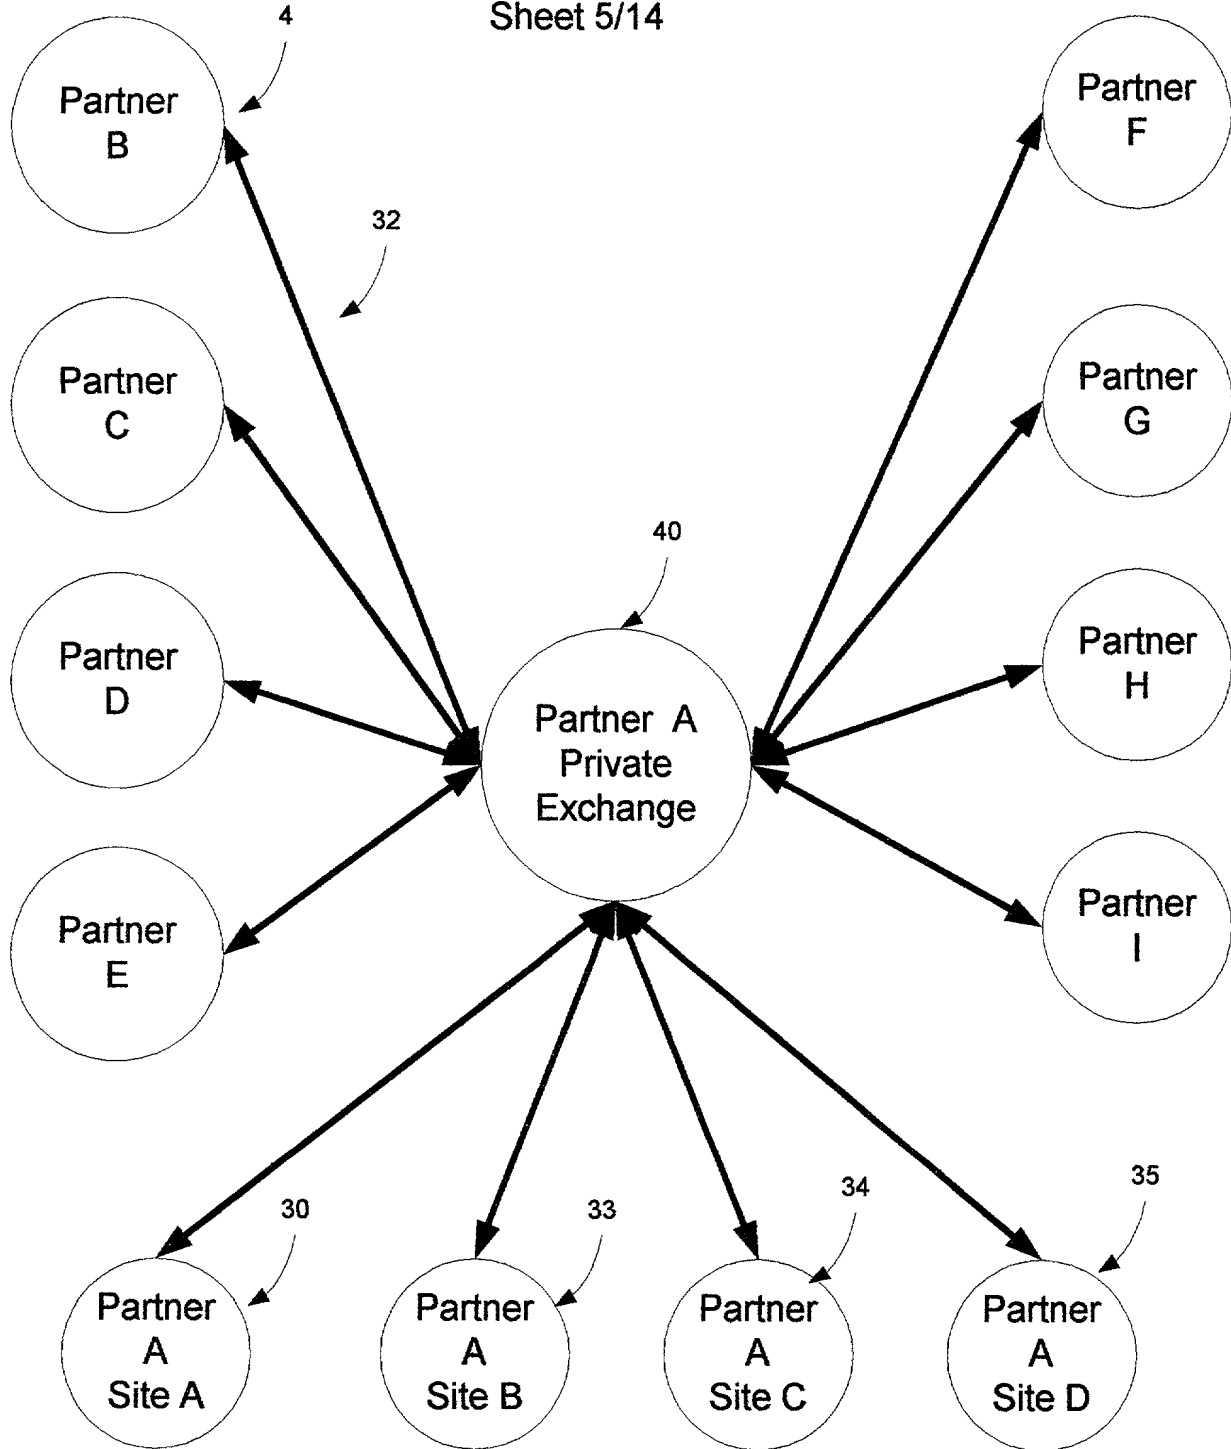 Sheet 5/14
4
Partner
B
Partner
F
32
Partner
C
Partner
G
40
Partner
D
Partner
H
Partner A
Private
Exchange
Partner
E
Partner
I
30
33
34
35
Partner
A
Site A
Partner
A
Site B
Partner
A
Site C
Partner
A
Site D